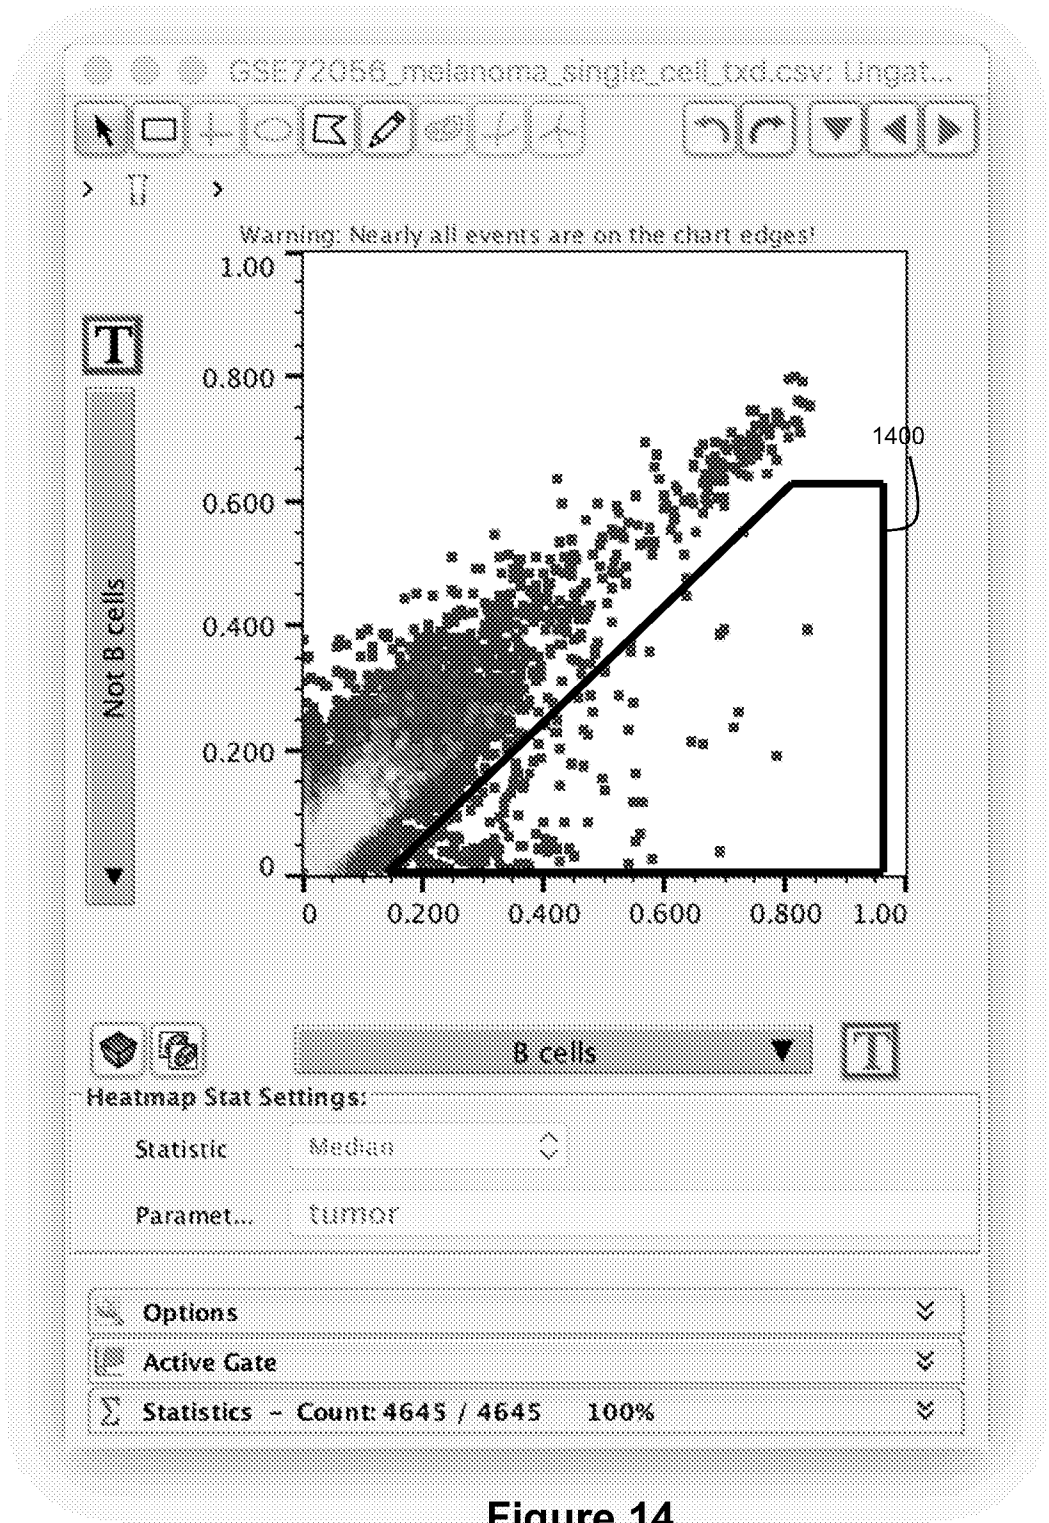 GSE72056_melanoma_single_cell_txd.csv: Ungat...
Warning: Nearly all events are on the chart edges!
1.00
0.800
0.600
0.400
0.200
0
T
Not B cells
1400
0 0.200 0.400 0.600 0.800 1.00
B cells
T
Heatmap Stat Settings:
Statistic Median
Paramet... tumor
Options
Active Gate
Σ Statistics – Count: 4645 / 4645 100%
Figure 14